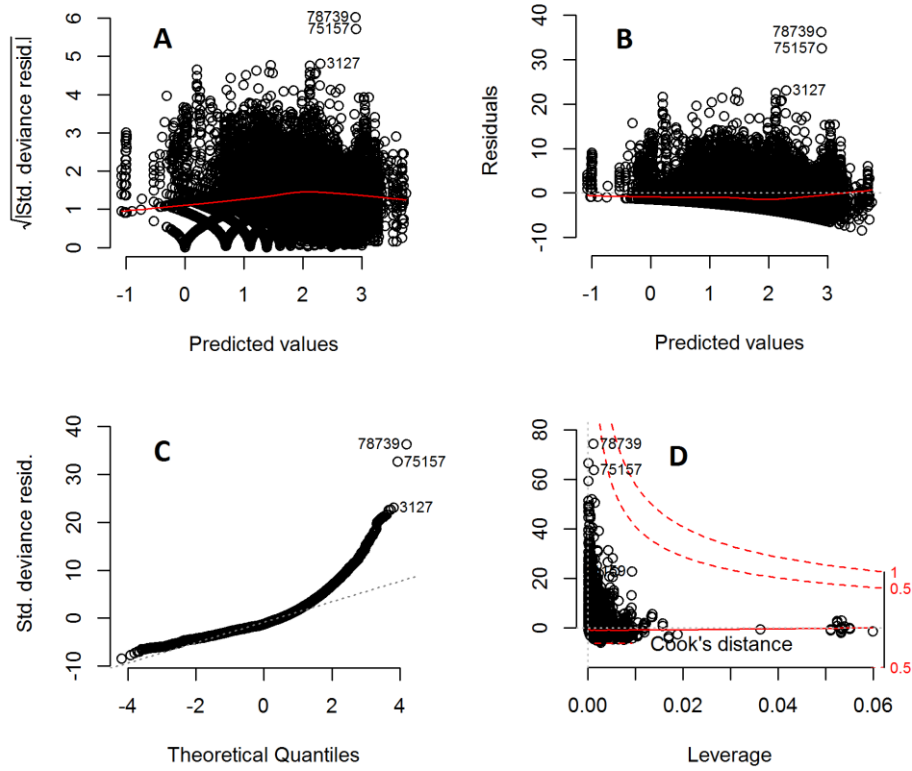 A
78739
75157
3127
√|Std. deviance resid.|
6
5
4
3
2
1
0
-1 0 1 2 3
Predicted values
B
78739
75157
3127
Residuals
40
30
20
10
0
-10
-1 0 1 2 3
Predicted values
C
78739
75157
3127
Std. deviance resid.
40
30
20
10
0
-10
-4 -2 0 2 4
Theoretical Quantiles
D
78739
75157
80
60
40
20
0
1
0.5
0.5
Cook's distance
0.00 0.02 0.04 0.06
Leverage